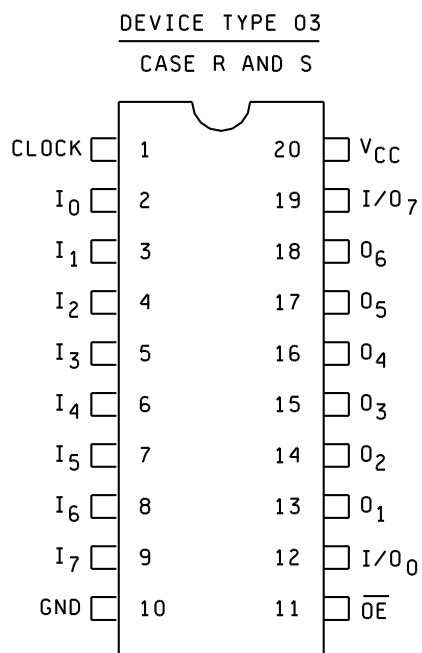 DEVICE TYPE 03
CASE R AND S
CLOCK 1 20 VCC
I0 2 19 I/O7
I1 3 18 O6
I2 4 17 O5
I3 5 16 O4
I4 6 15 O3
I5 7 14 O2
I6 8 13 O1
I7 9 12 I/O0
GND 10 11 O̅E̅